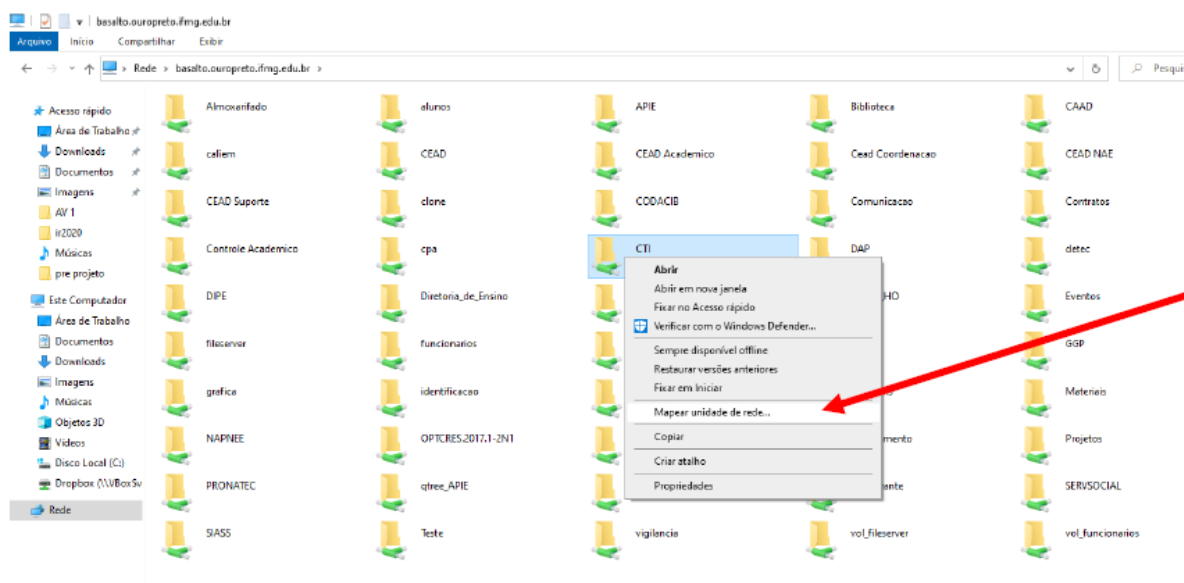 basalto.ouropreto.ifmg.edu.br
Arquivo Início Compartilhar Exibir
Rede > basalto.ouropreto.ifmg.edu.br > Pesqui
Acesso rápido
Área de Trabalho
Downloads
Documentos
Imagens
AV 1
ir2020
Músicas
pre projeto
Este Computador
Área de Trabalho
Documentos
Downloads
Imagens
Músicas
Objetos 3D
Vídeos
Disco Local (C:)
Dropbox (\\VBoxSv
Rede
Almoxarifado alunos APIE Biblioteca CAAD
caliem CEAD CEAD Academico Cead Coordenacao CEAD NAE
CEAD Suporte clone CODACIB Comunicacao Contratos
Controle Academico cpa CTI DAP detec
DIPE Diretoria_de_Ensino HO Eventos
fileserver funcionarios GGP
grafica identificacao Materiais
NAPNEE OPTCRES.2017.1-2N1 mento Projetos
PRONATEC qtree_APIE ante SERVSOCIAL
SIASS Teste vigilancia vol_fileserver vol_funcionarios
Abrir
Abrir em nova janela
Fixar no Acesso rápido
Verificar com o Windows Defender...
Sempre disponível offline
Restaurar versões anteriores
Fixar em Iniciar
Mapear unidade de rede...
Copiar
Criar atalho
Propriedades